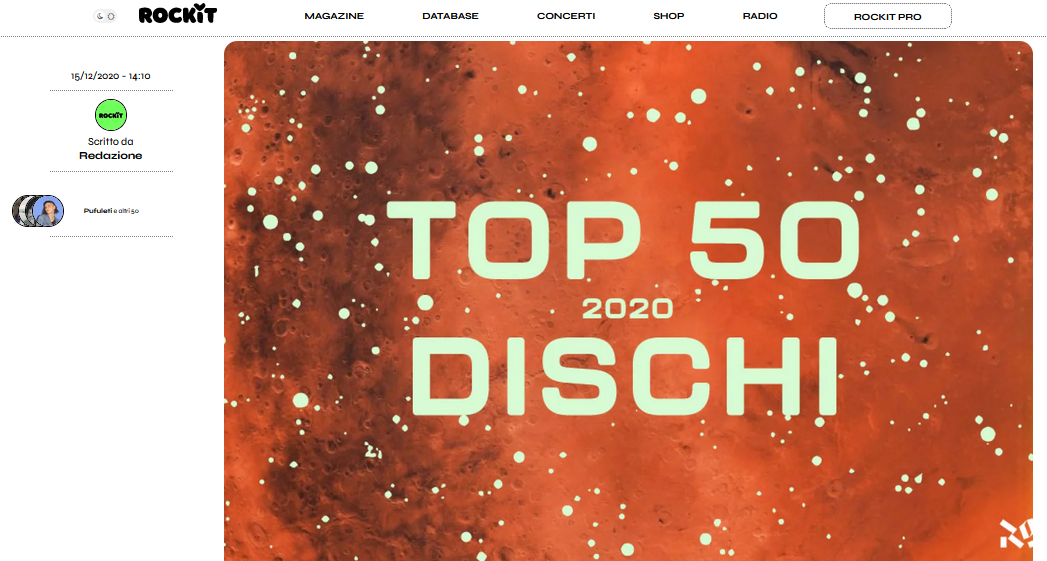 ROCKIT
MAGAZINE
DATABASE
CONCERTI
SHOP
RADIO
ROCKIT PRO
15/12/2020 - 14:10
ROCKIT
Scritto da
Redazione
Pufuleti e altri 50
TOP 50
2020
DISCHI